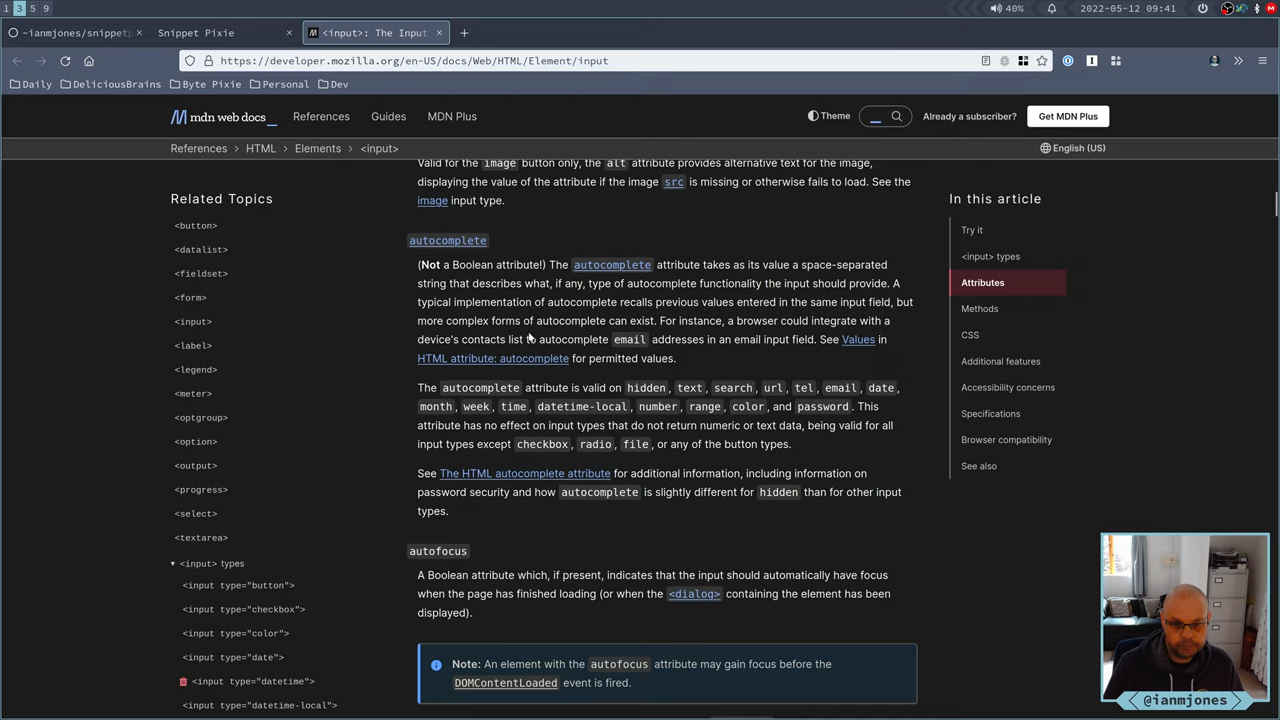 1 3 5 9
40%
2022-05-12 09:41
~ianmjones/snippetp
Snippet Pixie
<input>: The Input
https://developer.mozilla.org/en-US/docs/Web/HTML/Element/input
Daily DeliciousBrains Byte Pixie Personal Dev
mdn web docs_
References Guides MDN Plus
Theme
Already a subscriber?
Get MDN Plus
References HTML Elements <input>
English (US)
Related Topics
<button>
<datalist>
<fieldset>
<form>
<input>
<label>
<legend>
<meter>
<optgroup>
<option>
<output>
<progress>
<select>
<textarea>
<input> types
<input type="button">
<input type="checkbox">
<input type="color">
<input type="date">
<input type="datetime">
<input type="datetime-local">
Valid for the image button only, the alt attribute provides alternative text for the image,
displaying the value of the attribute if the image src is missing or otherwise fails to load. See the
image input type.
autocomplete
(Not a Boolean attribute!) The autocomplete attribute takes as its value a space-separated
string that describes what, if any, type of autocomplete functionality the input should provide. A
typical implementation of autocomplete recalls previous values entered in the same input field, but
more complex forms of autocomplete can exist. For instance, a browser could integrate with a
device's contacts list to autocomplete email addresses in an email input field. See Values in
HTML attribute: autocomplete for permitted values.
The autocomplete attribute is valid on hidden, text, search, url, tel, email, date,
month, week, time, datetime-local, number, range, color, and password. This
attribute has no effect on input types that do not return numeric or text data, being valid for all
input types except checkbox, radio, file, or any of the button types.
See The HTML autocomplete attribute for additional information, including information on
password security and how autocomplete is slightly different for hidden than for other input
types.
autofocus
A Boolean attribute which, if present, indicates that the input should automatically have focus
when the page has finished loading (or when the <dialog> containing the element has been
displayed).
Note: An element with the autofocus attribute may gain focus before the
DOMContentLoaded event is fired.
In this article
Try it
<input> types
Attributes
Methods
CSS
Additional features
Accessibility concerns
Specifications
Browser compatibility
See also
@ianmjones